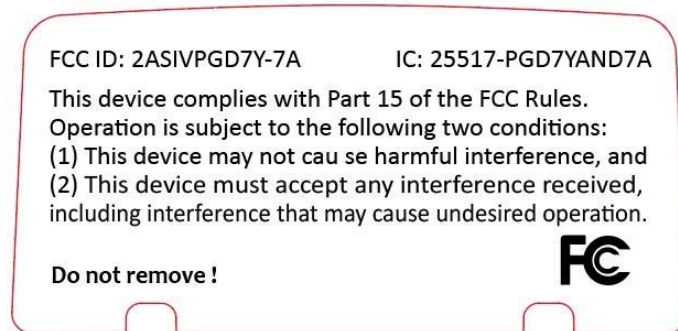 FCC ID: 2ASIVPGD7Y-7A IC: 25517-PGD7YAND7A
This device complies with Part 15 of the FCC Rules.
Operation is subject to the following two conditions:
(1) This device may not cau se harmful interference, and
(2) This device must accept any interference received,
including interference that may cause undesired operation.
Do not remove !
FC